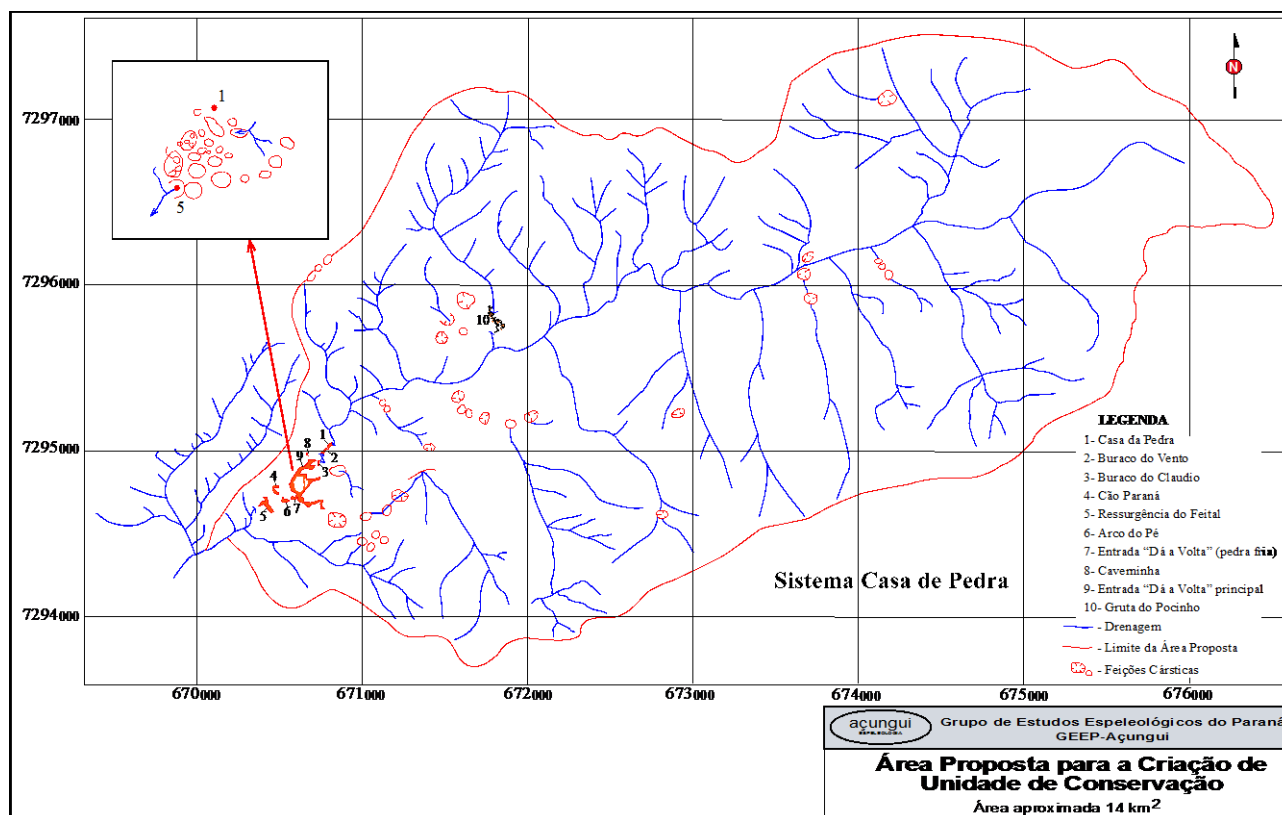 1
5
N
7297000
7296000
7295000
7294000
10
1
8
2
9
3
4
5
6
7
Sistema Casa de Pedra
LEGENDA
1- Casa da Pedra
2- Buraco do Vento
3- Buraco do Claudio
4- Cão Paraná
5- Ressurgência do Feital
6- Arco do Pé
7- Entrada “Dá a Volta” (pedra fria)
8- Caveminha
9- Entrada “Dá a Volta” principal
10- Gruta do Pocinho
- Drenagem
- Limite da Área Proposta
- Feições Cársticas
670000 671000 672000 673000 674000 675000 676000
açungui
ESPELEOLOGIA
Grupo de Estudos Espeleológicos do Paraná
GEEP-Açungui
Área Proposta para a Criação de
Unidade de Conservação
Área aproximada 14 km²